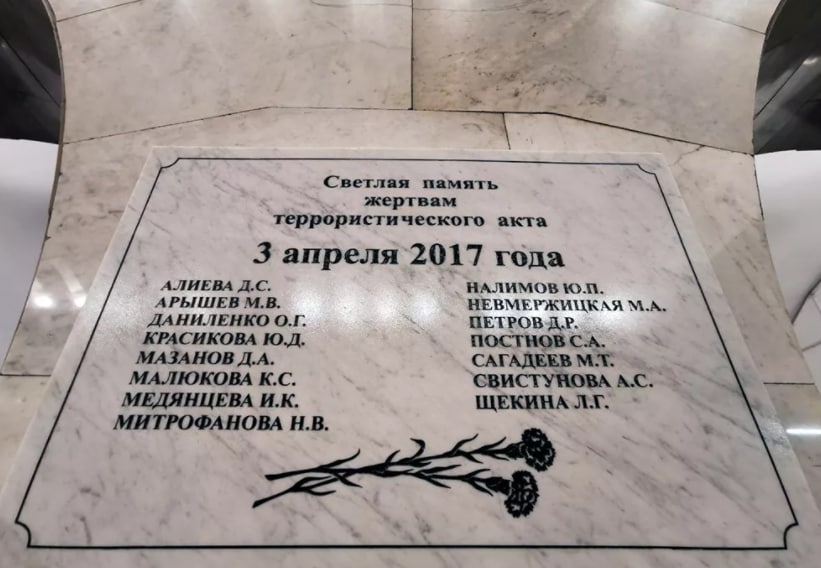 Светлая память
жертвам
террористического акта
3 апреля 2017 года
АЛИЕВА Д.С.
АРЫШЕВ М.В.
ДАНИЛЕНКО О.Г.
КРАСИКОВА Ю.Д.
МАЗАНОВ Д.А.
МАЛЮКОВА К.С.
МЕДЯНЦЕВА И.К.
МИТРОФАНОВА Н.В.
НАЛИМОВ Ю.П.
НЕВМЕРЖИЦКАЯ М.А.
ПЕТРОВ Д.Р.
ПОСТНОВ С.А.
САГАДЕЕВ М.Т.
СВИСТУНОВА А.С.
ЩЕКИНА Л.Г.